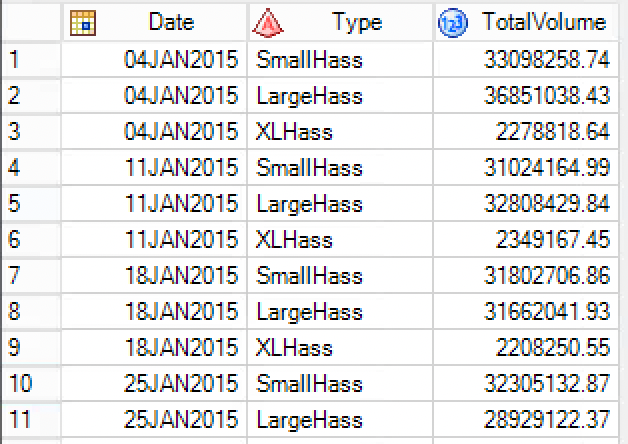 Date Type 123 TotalVolume
1 04JAN2015 SmallHass 33098258.74
2 04JAN2015 LargeHass 36851038.43
3 04JAN2015 XLHass 2278818.64
4 11JAN2015 SmallHass 31024164.99
5 11JAN2015 LargeHass 32808429.84
6 11JAN2015 XLHass 2349167.45
7 18JAN2015 SmallHass 31802706.86
8 18JAN2015 LargeHass 31662041.93
9 18JAN2015 XLHass 2208250.55
10 25JAN2015 SmallHass 32305132.87
11 25JAN2015 LargeHass 28929122.37